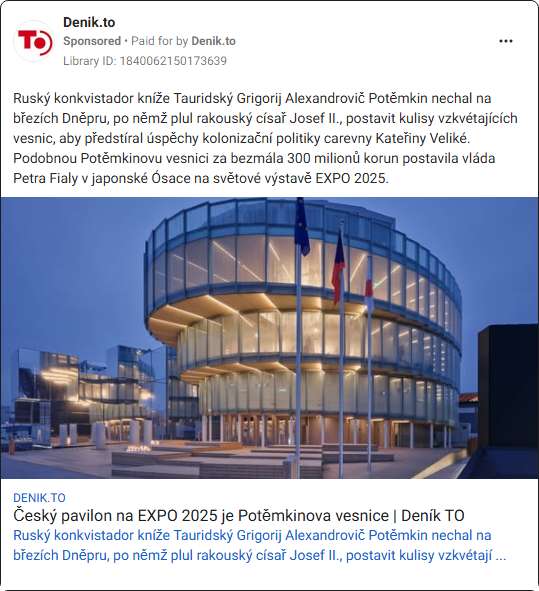 Denik.to
Sponsored • Paid for by Denik.to
Library ID: 1840062150173639
TO
Ruský konkvistador kníže Tauridský Grigorij Alexandrovič Potěmkin nechal na
březích Dněpru, po němž plul rakouský císař Josef II., postavit kulisy vzkvétajících
vesnic, aby předstíral úspěchy kolonizační politiky carevny Kateřiny Veliké.
Podobnou Potěmkinovu vesnici za bezmála 300 milionů korun postavila vláda
Petra Fialy v japonské Ósace na světové výstavě EXPO 2025.
DENIK.TO
Český pavilon na EXPO 2025 je Potěmkinova vesnice | Deník TO
Ruský konkvistador kníže Tauridský Grigorij Alexandrovič Potěmkin nechal na
březích Dněpru, po němž plul rakouský císař Josef II., postavit kulisy vzkvétají ...